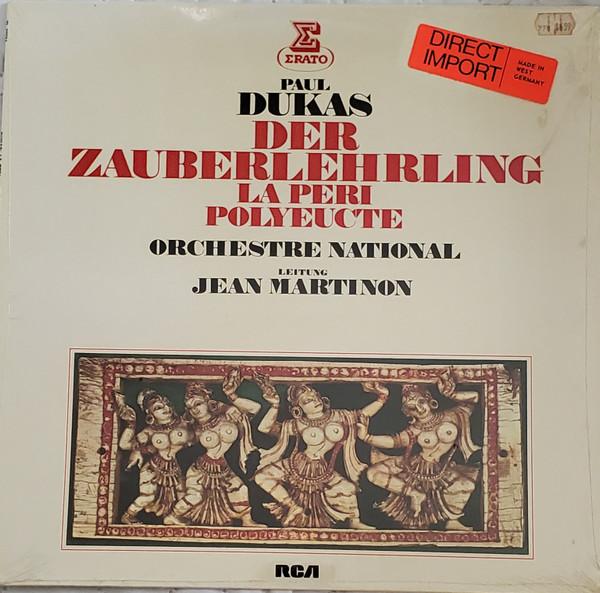 ERATO
PAUL
DUKAS
DER
ZAUBERLEHRLING
LA PERI
POLYEUCTE
ORCHESTRE NATIONAL
LEITUNG
JEAN MARTINON
DIRECT
IMPORT
MADE IN
WEST
GERMANY
RCA